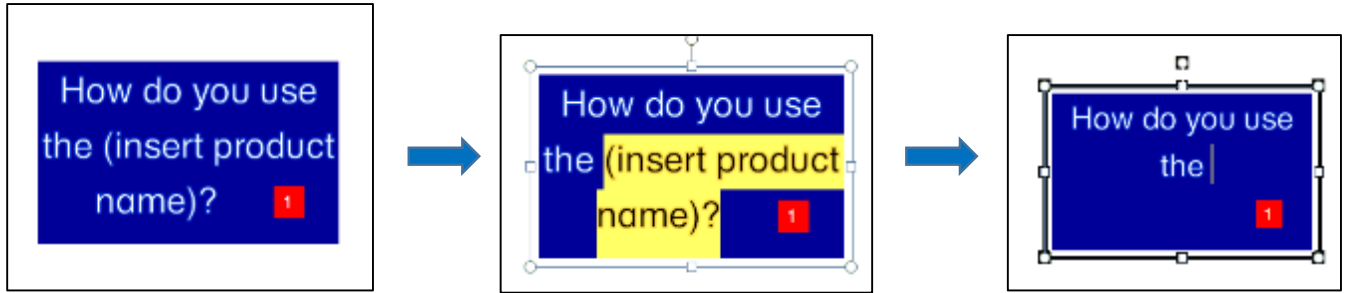 How do you use
the (insert product
name)?
1
How do you use
the (insert product
name)?
1
How do you use
the
1